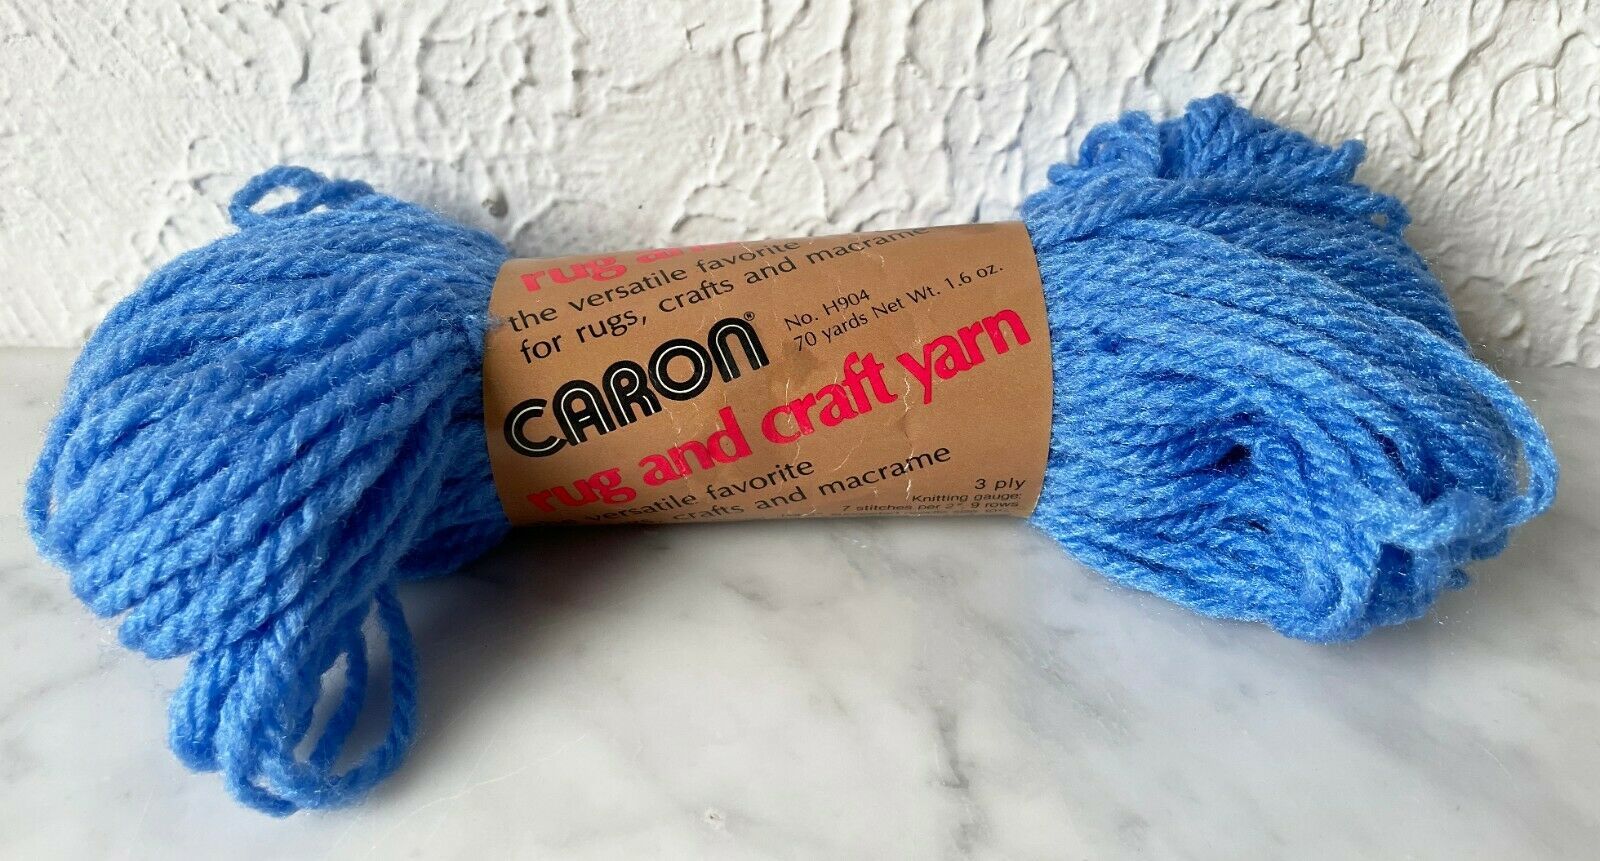 rug
the versatile favorite
for rugs, crafts and macrame
CARON®
No. H904
70 yards Net Wt. 1.6 oz.
rug and craft yarn
versatile favorite
crafts and macrame
3 ply
Knitting gauge:
7 stitches per 2" 9 rows